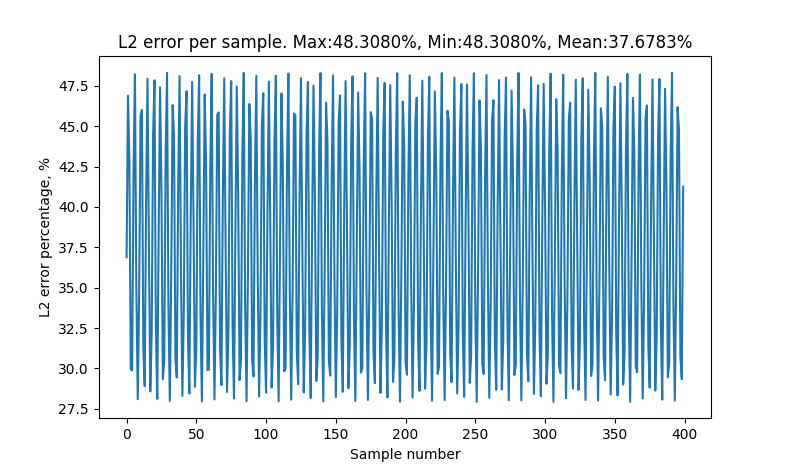 L2 error per sample. Max:48.3080%, Min:48.3080%, Mean:37.6783%
47.5
45.0
42.5
40.0
37.5
35.0
32.5
30.0
27.5
L2 error percentage, %
0 50 100 150 200 250 300 350 400
Sample number